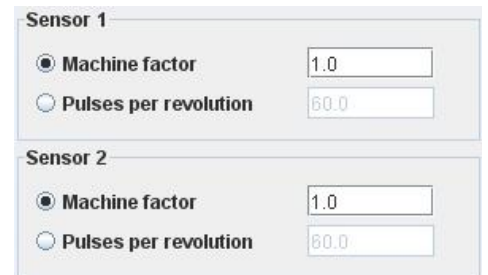 Sensor 1
Machine factor 1.0
Pulses per revolution 60.0
Sensor 2
Machine factor 1.0
Pulses per revolution 60.0